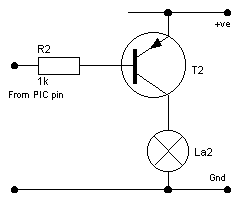 +ve
R2
T2
1k
From PIC pin
La2
Gnd